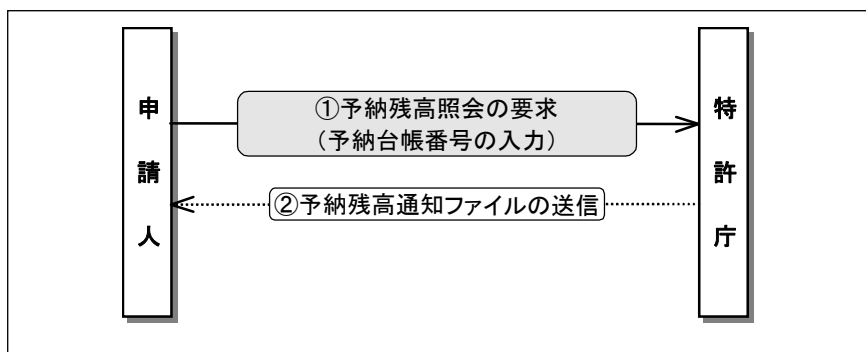 申請人
①予納残高照会の要求
(予納台帳番号の入力)
②予納残高通知ファイルの送信
特許庁